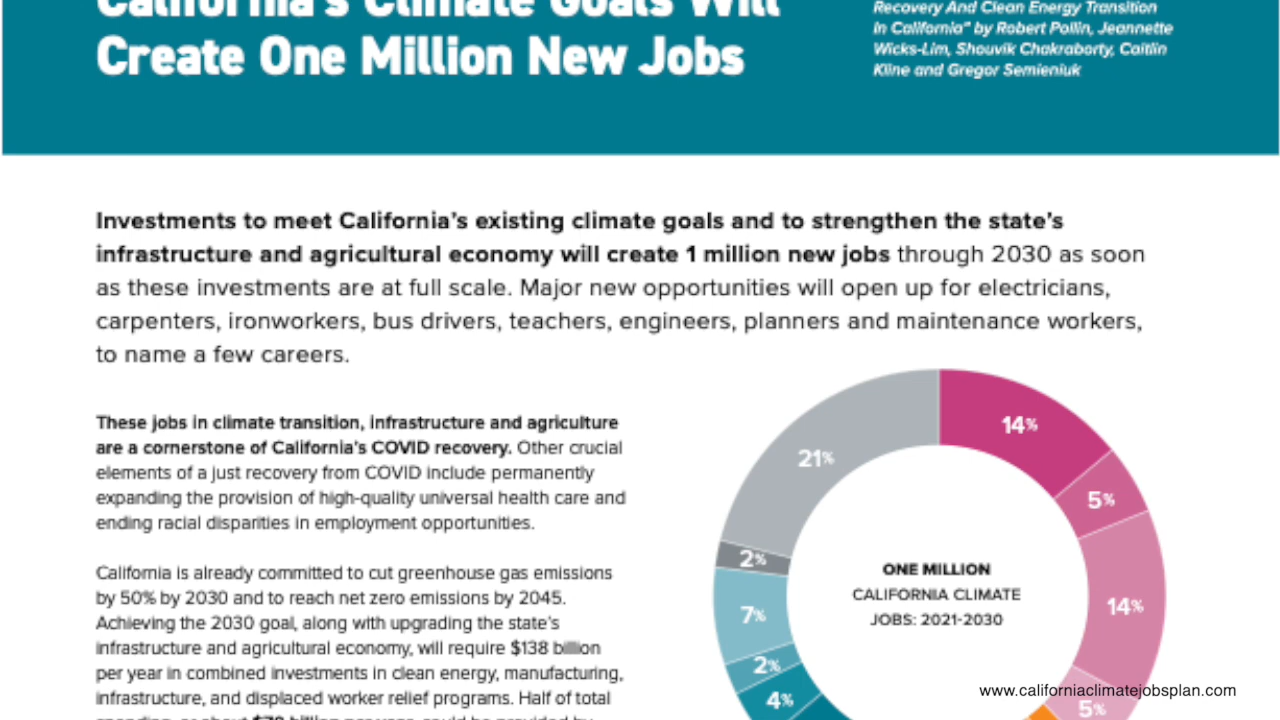 California's Climate Goals Will
Create One Million New Jobs
Recovery And Clean Energy Transition
In California" by Robert Pollin, Jeannette
Wicks-Lim, Shouvik Chakraborty, Caitlin
Kline and Gregor Semieniuk
Investments to meet California's existing climate goals and to strengthen the state's
infrastructure and agricultural economy will create 1 million new jobs through 2030 as soon
as these investments are at full scale. Major new opportunities will open up for electricians,
carpenters, ironworkers, bus drivers, teachers, engineers, planners and maintenance workers,
to name a few careers.
These jobs in climate transition, infrastructure and agriculture
are a cornerstone of California's COVID recovery. Other crucial
elements of a just recovery from COVID include permanently
expanding the provision of high-quality universal health care and
ending racial disparities in employment opportunities.
California is already committed to cut greenhouse gas emissions
by 50% by 2030 and to reach net zero emissions by 2045.
Achieving the 2030 goal, along with upgrading the state's
infrastructure and agricultural economy, will require $138 billion
per year in combined investments in clean energy, manufacturing,
infrastructure, and displaced worker relief programs. Half of total
14%
5%
14%
5%
21%
2%
7%
2%
4%
ONE MILLION
CALIFORNIA CLIMATE
JOBS: 2021-2030
www.californiaclimatejobsplan.com